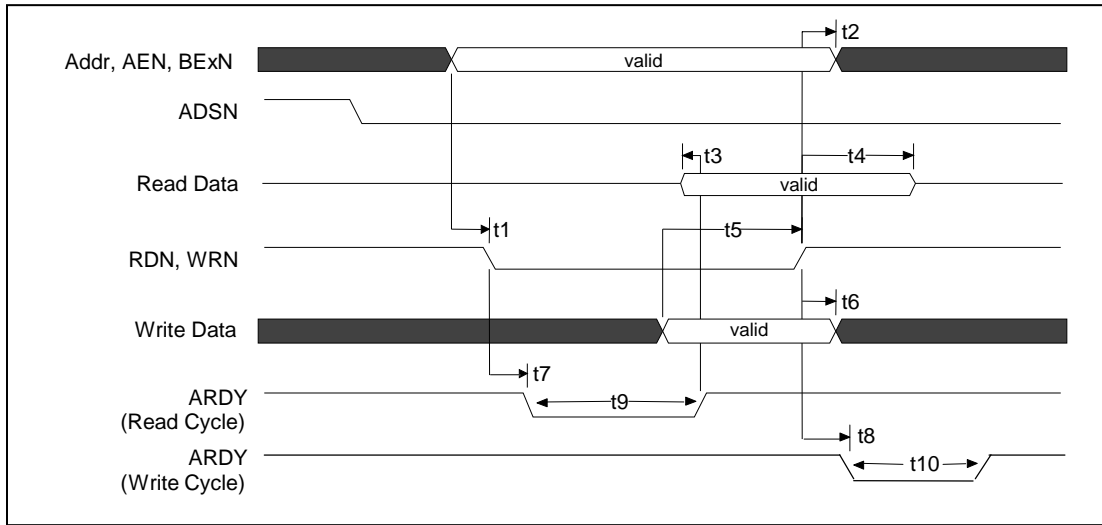 t2
Addr, AEN, BExN
valid
ADSN
t3
t4
Read Data
valid
t1
t5
RDN, WRN
t6
Write Data
valid
t7
ARDY
(Read Cycle)
t9
t8
ARDY
(Write Cycle)
t10